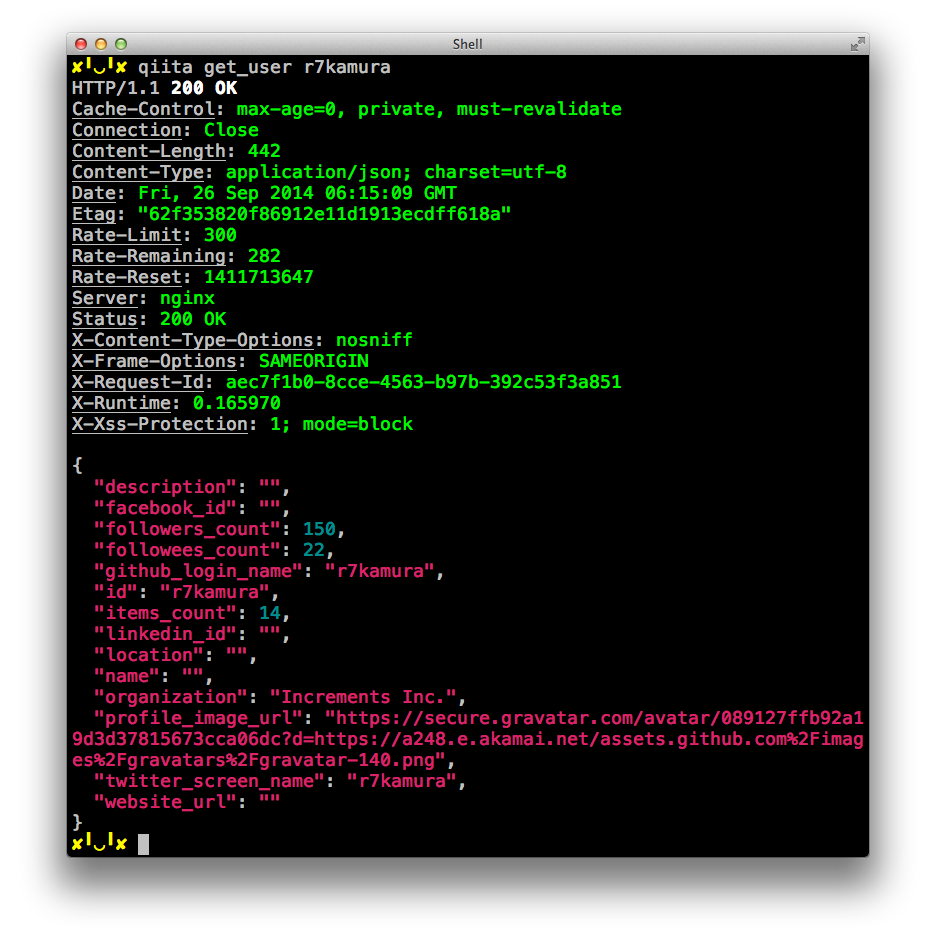 Shell
✘╹◡╹✘ qiita get_user r7kamura
HTTP/1.1 200 OK
Cache-Control: max-age=0, private, must-revalidate
Connection: Close
Content-Length: 442
Content-Type: application/json; charset=utf-8
Date: Fri, 26 Sep 2014 06:15:09 GMT
Etag: "62f353820f86912e11d1913ecdff618a"
Rate-Limit: 300
Rate-Remaining: 282
Rate-Reset: 1411713647
Server: nginx
Status: 200 OK
X-Content-Type-Options: nosniff
X-Frame-Options: SAMEORIGIN
X-Request-Id: aec7f1b0-8cce-4563-b97b-392c53f3a851
X-Runtime: 0.165970
X-Xss-Protection: 1; mode=block

{
  "description": "",
  "facebook_id": "",
  "followers_count": 150,
  "followees_count": 22,
  "github_login_name": "r7kamura",
  "id": "r7kamura",
  "items_count": 14,
  "linkedin_id": "",
  "location": "",
  "name": "",
  "organization": "Increments Inc.",
  "profile_image_url": "https://secure.gravatar.com/avatar/089127ffb92a1
9d3d37815673cca06dc?d=https://a248.e.akamai.net/assets.github.com%2Fimag
es%2Fgravatars%2Fgravatar-140.png",
  "twitter_screen_name": "r7kamura",
  "website_url": ""
}
✘╹◡╹✘